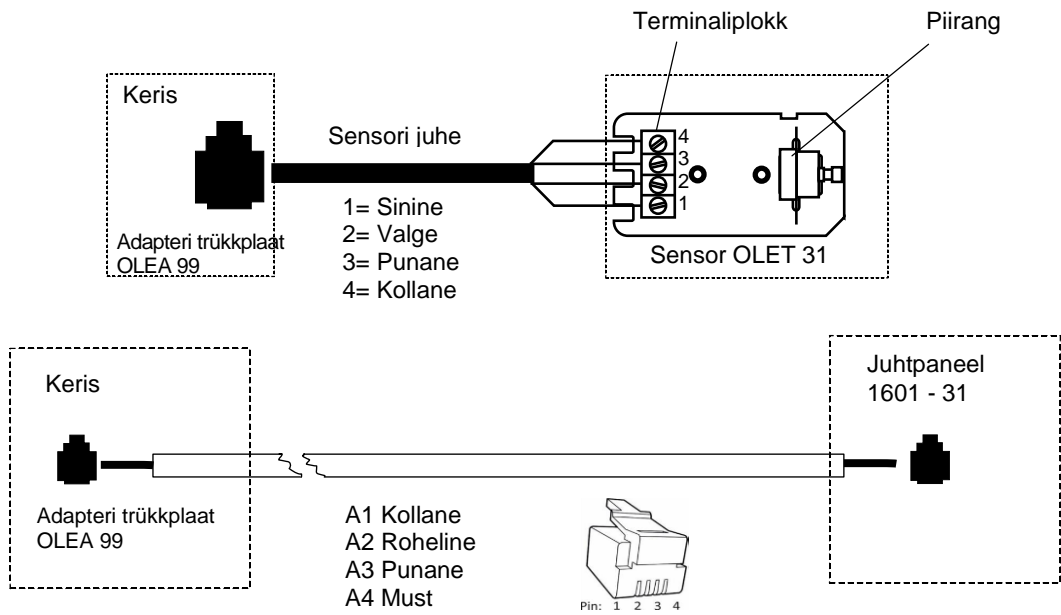 Terminaliplokk
Piirang
Keris
Sensori juhe
4
3
2
1
1= Sinine
2= Valge
3= Punane
4= Kollane
Adapteri trükkplaat
OLEA 99
Sensor OLET 31
Keris
Juhtpaneel
1601 - 31
Adapteri trükkplaat
OLEA 99
A1 Kollane
A2 Roheline
A3 Punane
A4 Must
Pin: 1 2 3 4